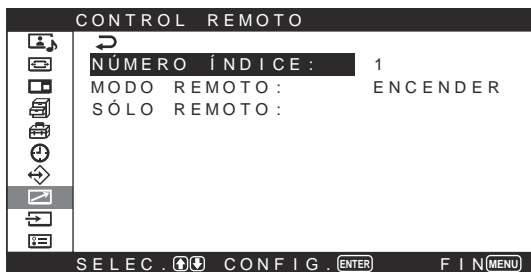 CONTROL REMOTO
NÚMERO ÍNDICE: 1
MODO REMOTO: ENCENDER
SÓLO REMOTO:
SELEC. CONFIG. ENTER FIN MENU